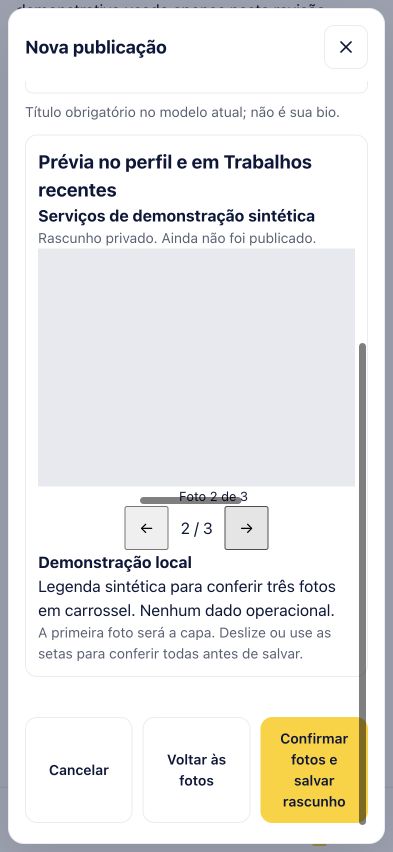 Nova publicação
Título obrigatório no modelo atual; não é sua bio.
Prévia no perfil e em Trabalhos
recentes
Serviços de demonstração sintética
Rascunho privado. Ainda não foi publicado.
Foto 2 de 3
← 2 / 3 →
Demonstração local
Legenda sintética para conferir três fotos
em carrossel. Nenhum dado operacional.
A primeira foto será a capa. Deslize ou use as
setas para conferir todas antes de salvar.
Cancelar
Voltar às
fotos
Confirmar
fotos e
salvar
rascunho